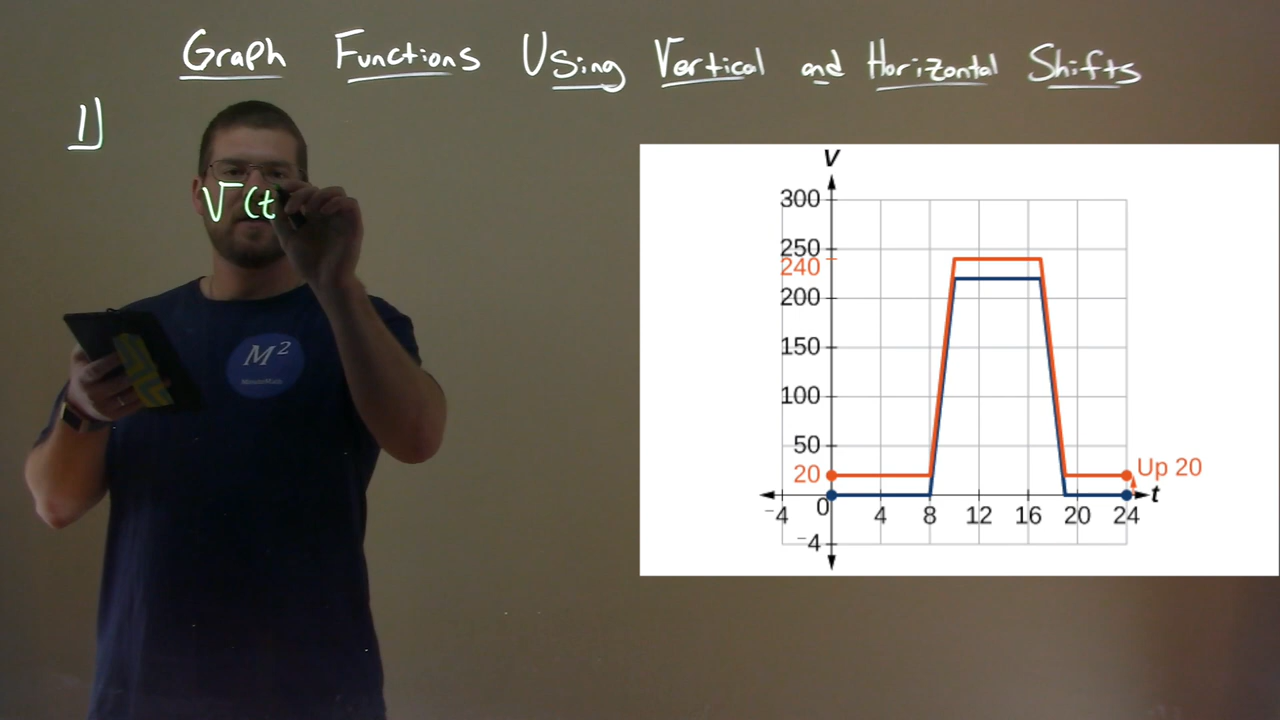 Graph Functions Using Vertical and Horizontal Shifts
1)
V(t
M²
MinuteMath
V
300
250
240
200
150
100
50
20
Up 20
0
t
-4 4 8 12 16 20 24
-4